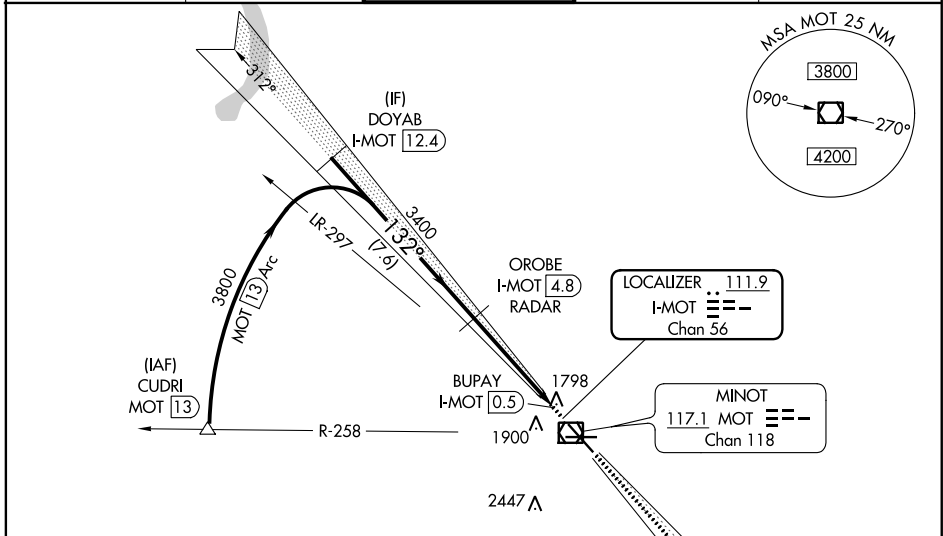 MSA MOT 25 NM
3800
090°
270°
4200
312°
(IF)
DOYAB
I-MOT 12.4
3400
132°
(7.6)
LR-297
3800
MOT 13 Arc
OROBE
I-MOT 4.8
RADAR
LOCALIZER 111.9
I-MOT
Chan 56
(IAF)
CUDRI
MOT 13
BUPAY
I-MOT 0.5
1798
1900
R-258
MINOT
117.1 MOT
Chan 118
2447